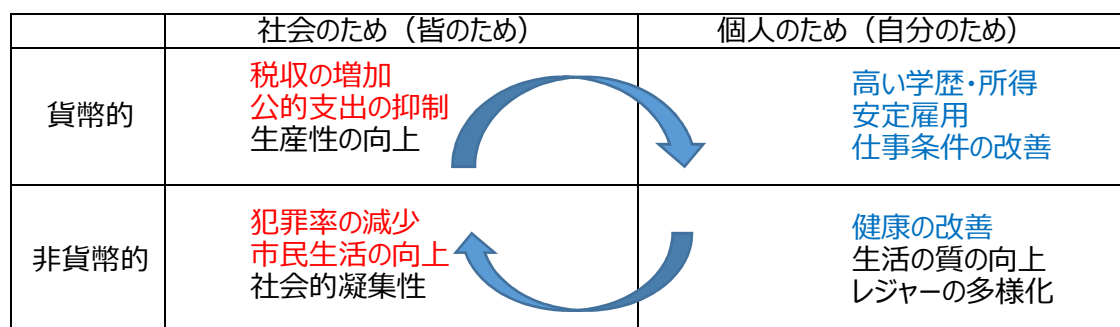 社会のため（皆のため）
個人のため（自分のため）
貨幣的
税収の増加
公的支出の抑制
生産性の向上
高い学歴・所得
安定雇用
仕事条件の改善
非貨幣的
犯罪率の減少
市民生活の向上
社会的凝集性
健康の改善
生活の質の向上
レジャーの多様化